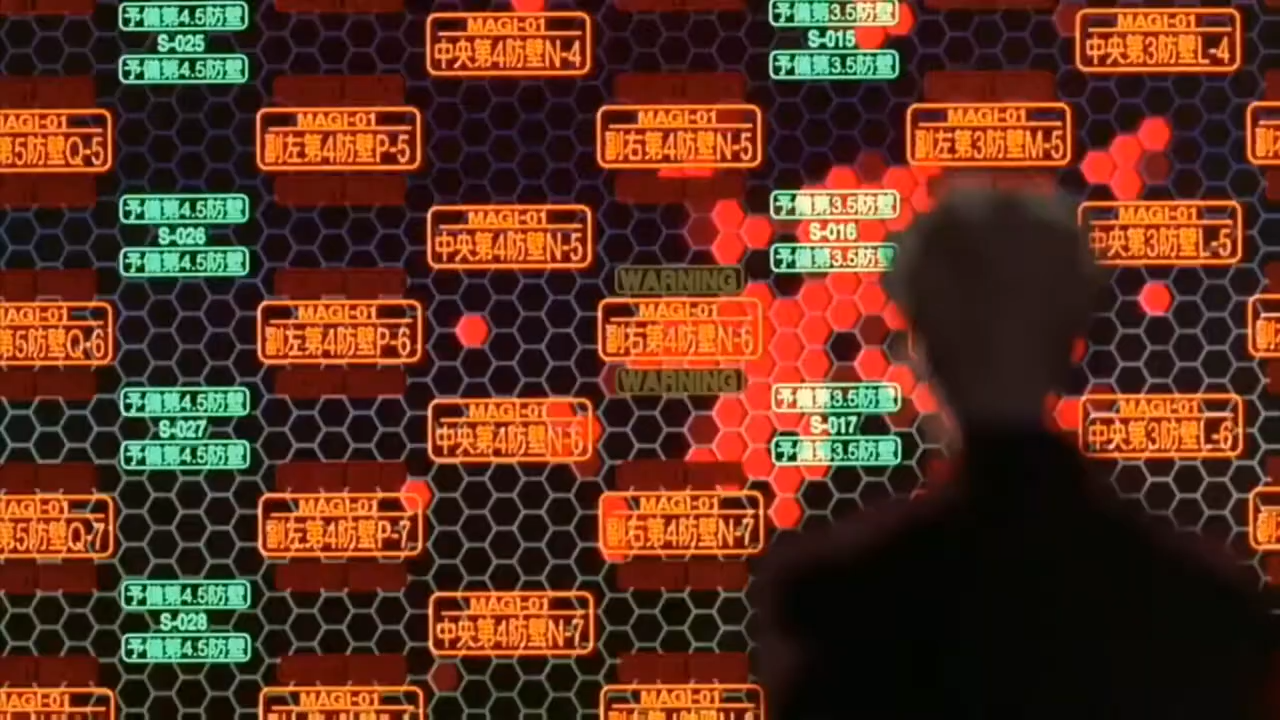 予備第4.5防壁
S-025
予備第4.5防壁
MAGI-01
中央第4防壁N-4
予備第3.5防壁
S-015
予備第3.5防壁
MAGI-01
中央第3防壁L-4
AGI-01
第5防壁Q-5
MAGI-01
副左第4防壁P-5
MAGI-01
副右第4防壁N-5
MAGI-01
副左第3防壁M-5
副
予備第4.5防壁
S-026
予備第4.5防壁
MAGI-01
中央第4防壁N-5
予備第3.5防壁
S-016
予備第3.5防壁
MAGI-01
中央第3防壁L-5
WARNING
AGI-01
第5防壁Q-6
MAGI-01
副左第4防壁P-6
MAGI-01
副右第4防壁N-6
副
WARNING
予備第4.5防壁
S-027
予備第4.5防壁
MAGI-01
中央第4防壁N-6
予備第3.5防壁
S-017
予備第3.5防壁
MAGI-01
中央第3防壁L-6
AGI-01
第5防壁Q-7
MAGI-01
副左第4防壁P-7
MAGI-01
副右第4防壁N-7
副
予備第4.5防壁
S-028
予備第4.5防壁
MAGI-01
中央第4防壁N-7
AGI-01
MAGI-01
MAGI-01